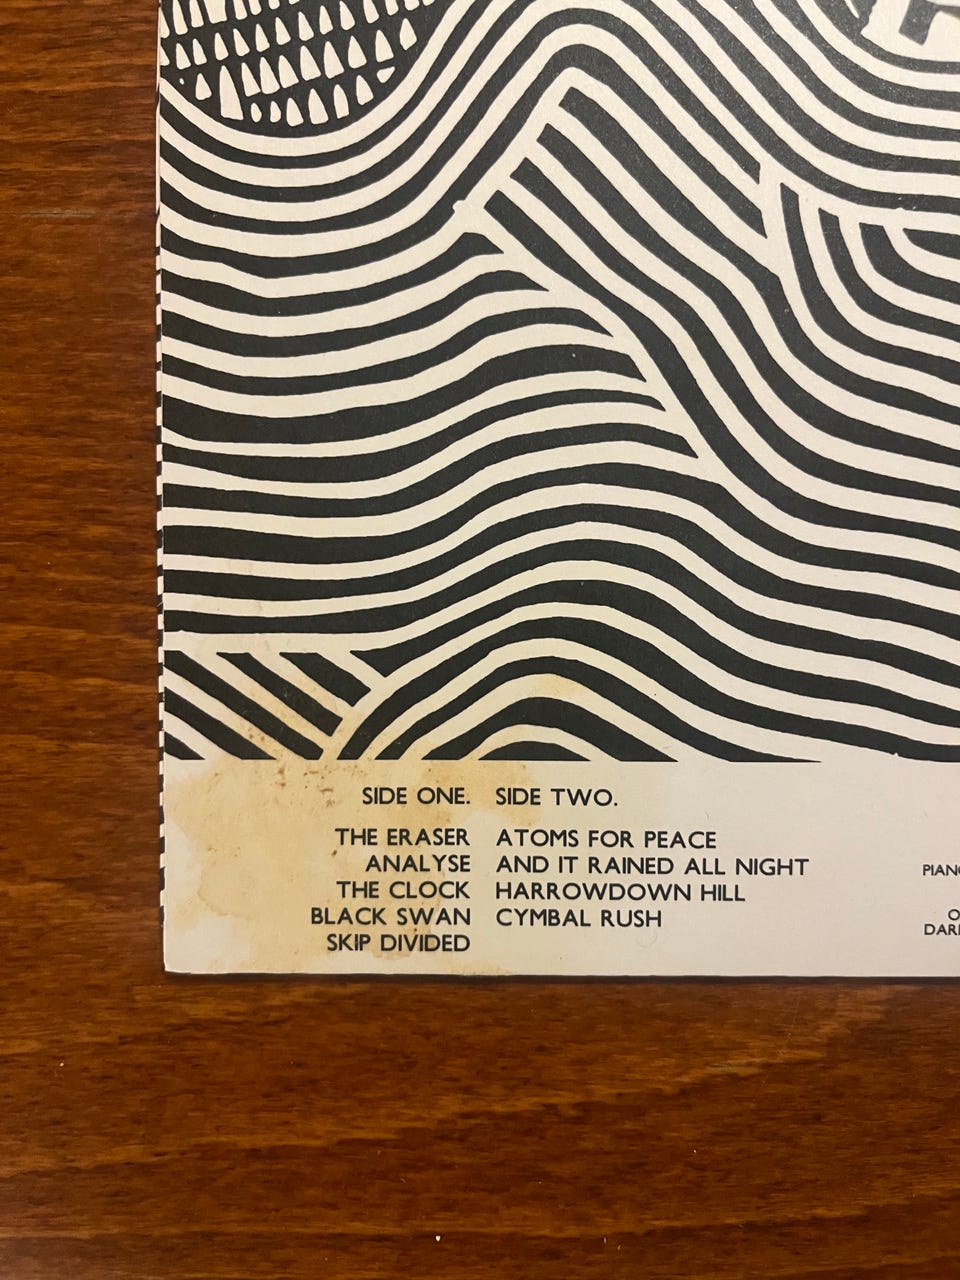 SIDE ONE.
THE ERASER
ANALYSE
THE CLOCK
BLACK SWAN
SKIP DIVIDED
SIDE TWO.
ATOMS FOR PEACE
AND IT RAINED ALL NIGHT
HARROWDOWN HILL
CYMBAL RUSH